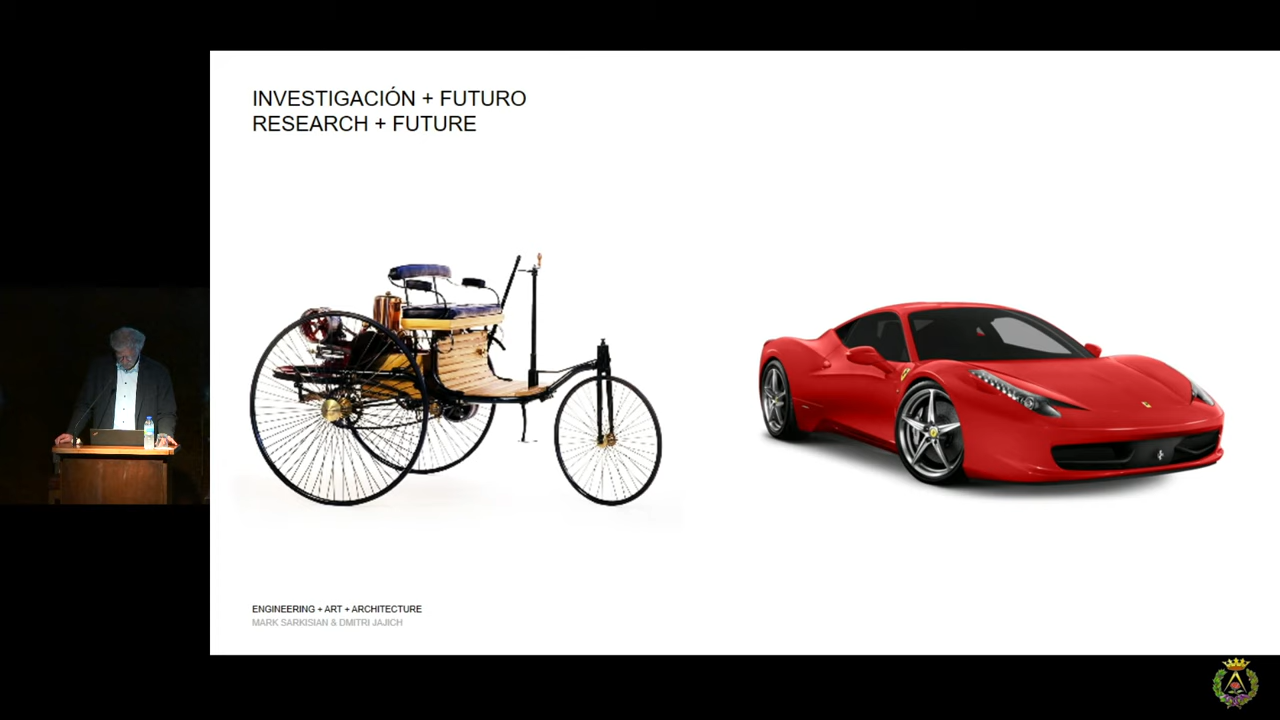 INVESTIGACIÓN + FUTURO
RESEARCH + FUTURE
ENGINEERING + ART + ARCHITECTURE
MARK SARKISIAN & DMITRI JAJICH